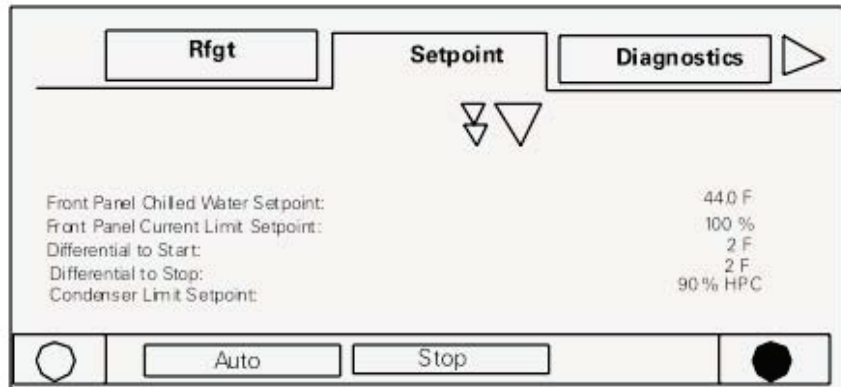 Rfgt
Setpoint
Diagnostics
Front Panel Chilled Water Setpoint: 44.0 F
Front Panel Current Limit Setpoint: 100 %
Differential to Start: 2 F
Differential to Stop: 2 F
Condenser Limit Setpoint: 90 % HPC
Auto
Stop